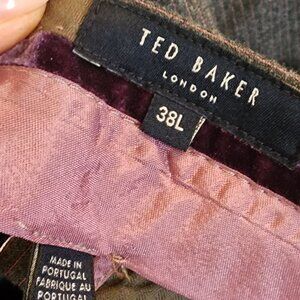 TED BAKER
LONDON
38L
MADE IN
PORTUGAL
FABRIQUE AU
PORTUGAL